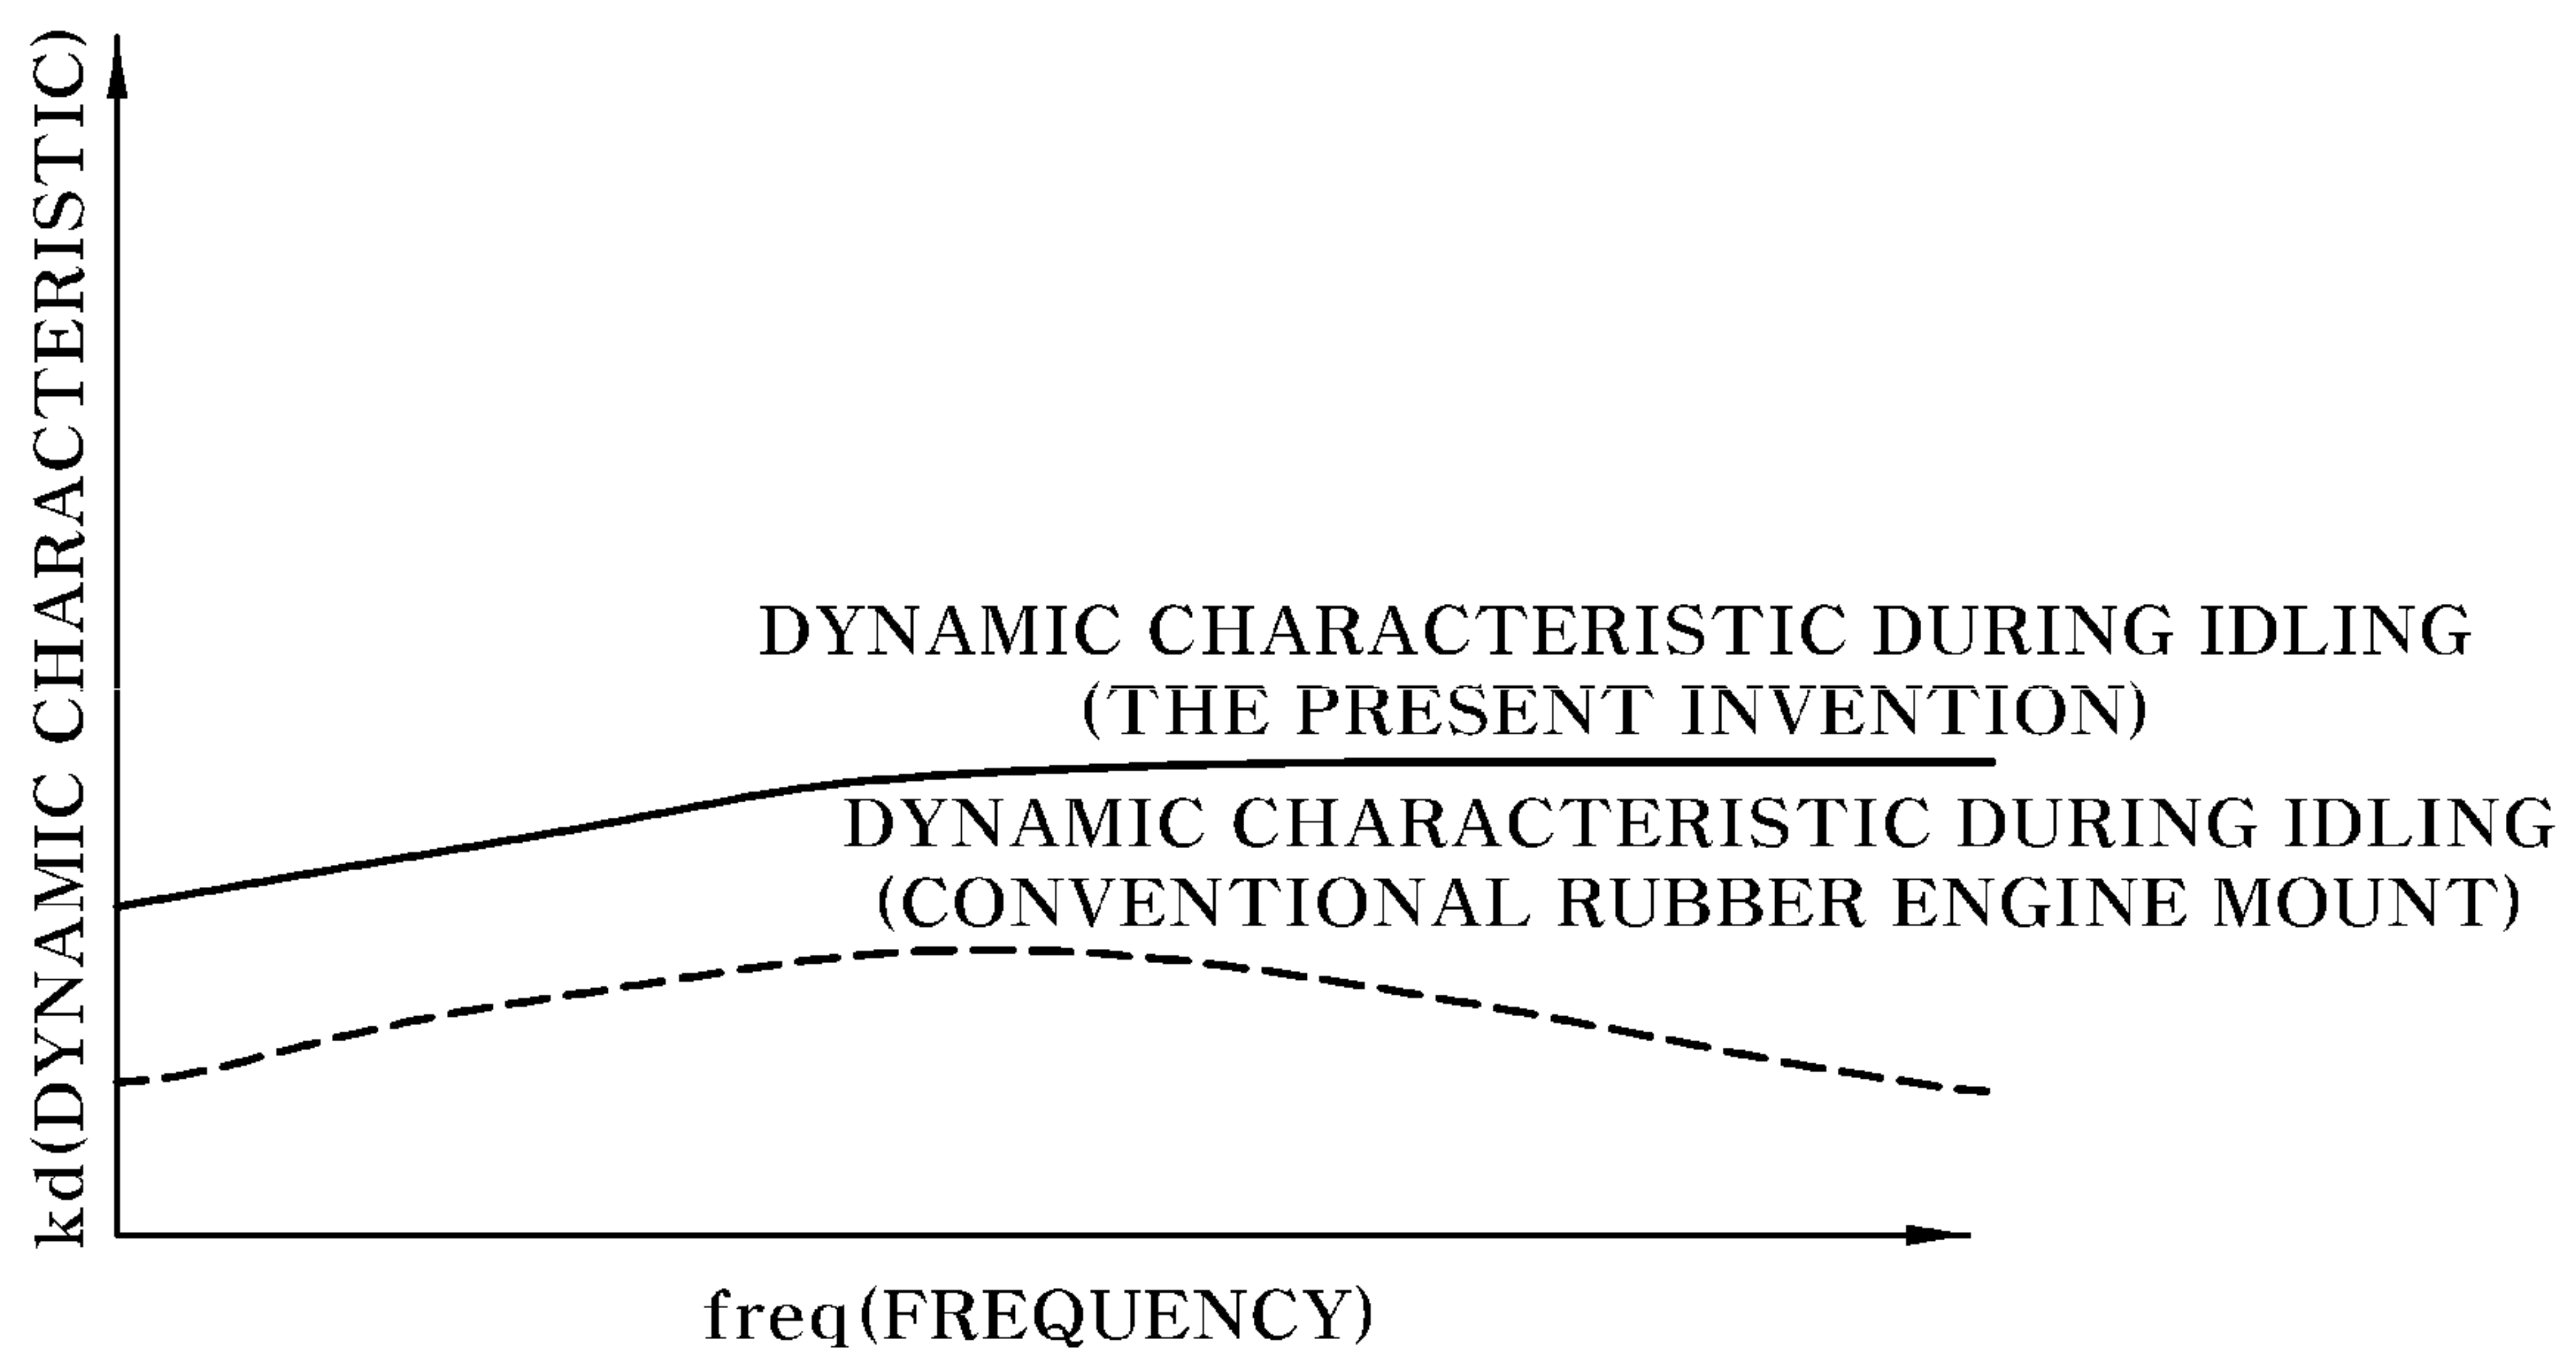 kd(DYNAMIC CHARACTERISTIC)
DYNAMIC CHARACTERISTIC DURING IDLING
(THE PRESENT INVENTION)
DYNAMIC CHARACTERISTIC DURING IDLING
(CONVENTIONAL RUBBER ENGINE MOUNT)
freq(FREQUENCY)